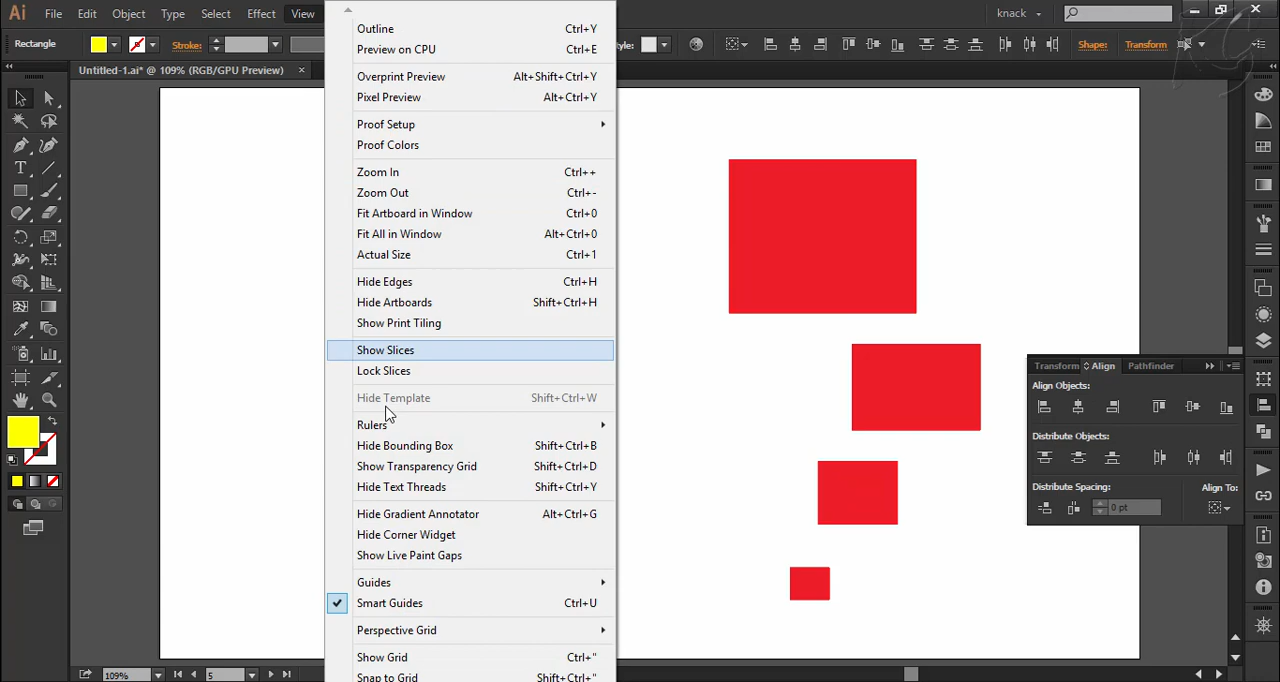 Ai File Edit Object Type Select Effect View knack
Rectangle Stroke: Style: Shape: Transform
Untitled-1.ai* @ 109% (RGB/GPU Preview) ×
Outline Ctrl+Y
Preview on CPU Ctrl+E
Overprint Preview Alt+Shift+Ctrl+Y
Pixel Preview Alt+Ctrl+Y
Proof Setup
Proof Colors
Zoom In Ctrl++
Zoom Out Ctrl+-
Fit Artboard in Window Ctrl+0
Fit All in Window Alt+Ctrl+0
Actual Size Ctrl+1
Hide Edges Ctrl+H
Hide Artboards Shift+Ctrl+H
Show Print Tiling
Show Slices
Lock Slices
Hide Template Shift+Ctrl+W
Rulers
Hide Bounding Box Shift+Ctrl+B
Show Transparency Grid Shift+Ctrl+D
Hide Text Threads Shift+Ctrl+Y
Hide Gradient Annotator Alt+Ctrl+G
Hide Corner Widget
Show Live Paint Gaps
Guides
Smart Guides Ctrl+U
Perspective Grid
Show Grid Ctrl+"
Snap to Grid Shift+Ctrl+"
Transform Align Pathfinder
Align Objects:
Distribute Objects:
Distribute Spacing: Align To:
0 pt
109% 5